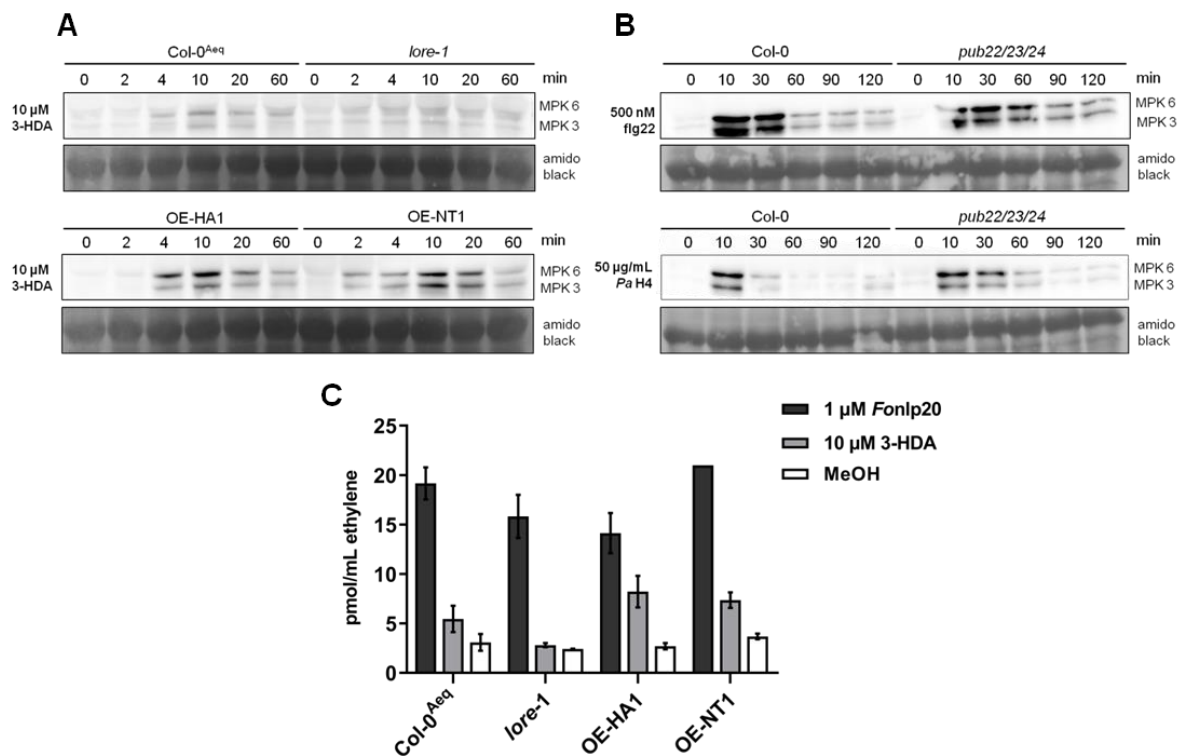 A
Col-0^Aeq lore-1
0 2 4 10 20 60 0 2 4 10 20 60 min
10 µM
3-HDA
MPK 6
MPK 3
amido
black
OE-HA1 OE-NT1
0 2 4 10 20 60 0 2 4 10 20 60 min
10 µM
3-HDA
MPK 6
MPK 3
amido
black
B
Col-0 pub22/23/24
0 10 30 60 90 120 0 10 30 60 90 120 min
500 nM
flg22
MPK 6
MPK 3
amido
black
Col-0 pub22/23/24
0 10 30 60 90 120 0 10 30 60 90 120 min
50 µg/mL
Pa H4
MPK 6
MPK 3
amido
black
C
1 µM Fonlp20
10 µM 3-HDA
MeOH
pmol/mL ethylene
25
20
15
10
5
0
Col-0^Aeq
lore-1
OE-HA1
OE-NT1